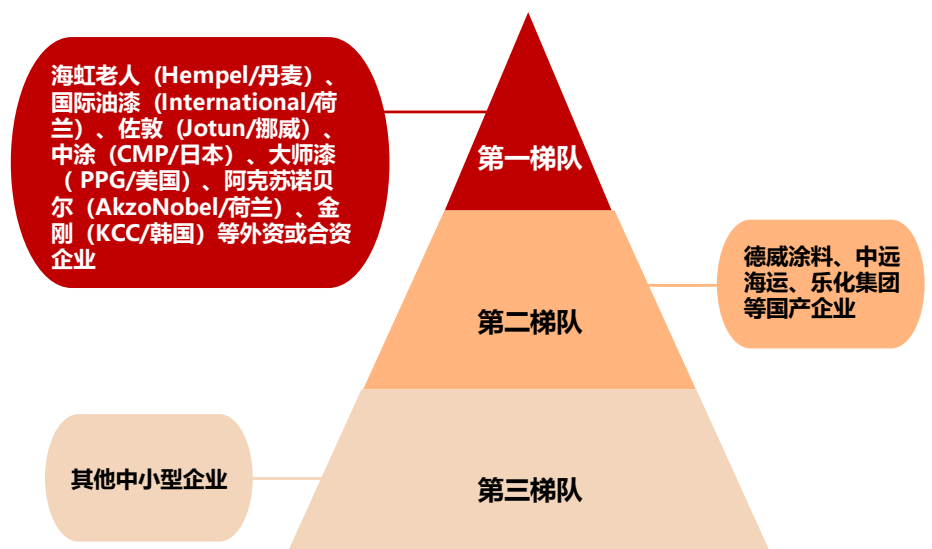 海虹老人（Hempel/丹麦）、
国际油漆（International/荷
兰）、佐敦（Jotun/挪威）、
中涂（CMP/日本）、大师漆
（ PPG/美国）、阿克苏诺贝
尔（AkzoNobel/荷兰）、金
刚（KCC/韩国）等外资或合资
企业
第一梯队
德威涂料、中远
海运、乐化集团
等国产企业
第二梯队
其他中小型企业
第三梯队